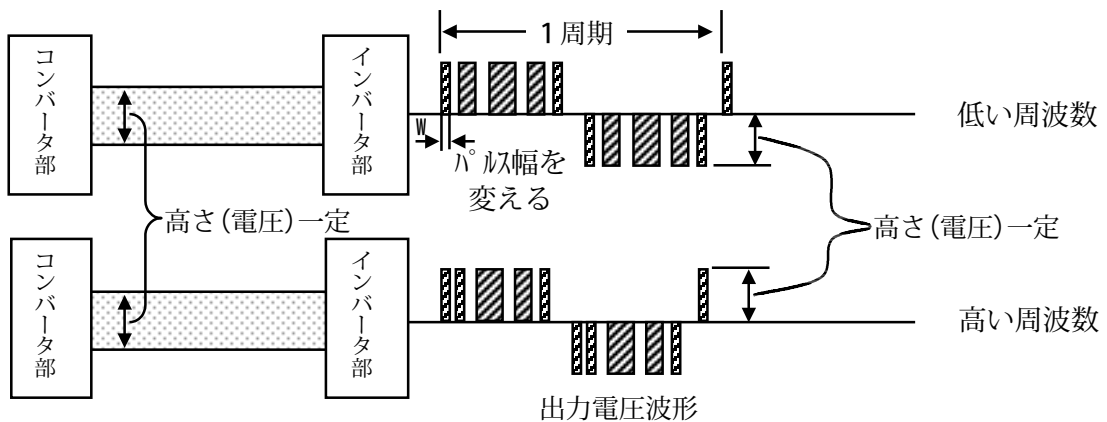 1周期
コンバータ部
インバータ部
低い周波数
W
パルス幅を
変える
高さ(電圧)一定
高さ(電圧)一定
コンバータ部
インバータ部
高い周波数
出力電圧波形